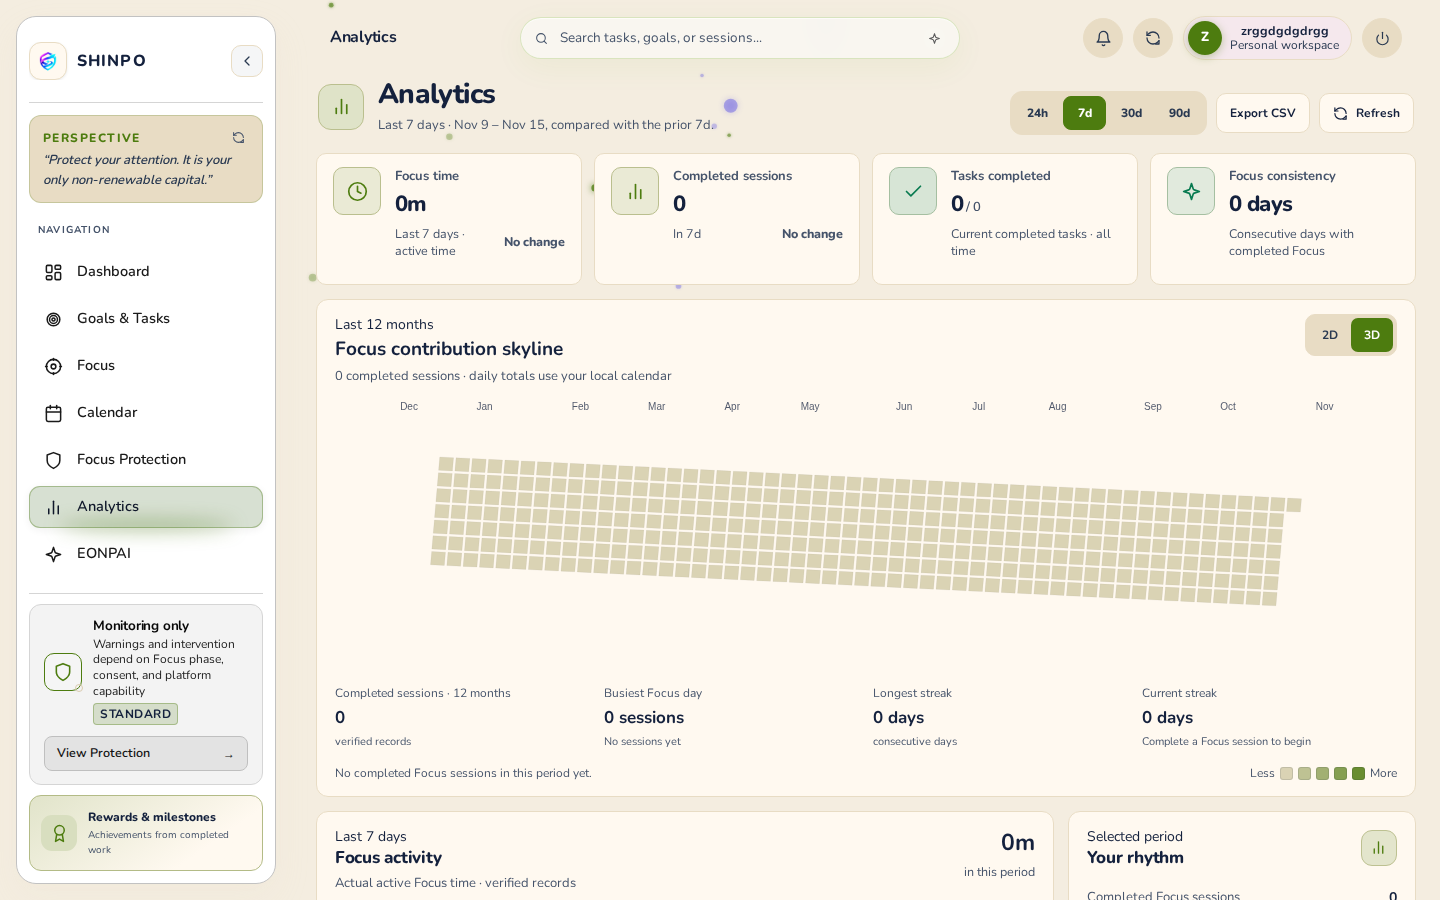 SHINPO
PERSPECTIVE
“Protect your attention. It is your
only non-renewable capital.”
NAVIGATION
Dashboard
Goals & Tasks
Focus
Calendar
Focus Protection
Analytics
EONPAI
Monitoring only
Warnings and intervention
depend on Focus phase,
consent, and platform
capability
STANDARD
View Protection →
Rewards & milestones
Achievements from completed
work
Analytics
Search tasks, goals, or sessions...
Z
zrggdgdgdrgg
Personal workspace
Analytics
Last 7 days · Nov 9 – Nov 15, compared with the prior 7d.
24h 7d 30d 90d
Export CSV
Refresh
Focus time
0m
Last 7 days ·
active time
No change
Completed sessions
0
In 7d
No change
Tasks completed
0 / 0
Current completed tasks · all
time
Focus consistency
0 days
Consecutive days with
completed Focus
Last 12 months
Focus contribution skyline
0 completed sessions · daily totals use your local calendar
2D 3D
Dec Jan Feb Mar Apr May Jun Jul Aug Sep Oct Nov
Completed sessions · 12 months
0
verified records
Busiest Focus day
0 sessions
No sessions yet
Longest streak
0 days
consecutive days
Current streak
0 days
Complete a Focus session to begin
No completed Focus sessions in this period yet.
Less More
Last 7 days
Focus activity
Actual active Focus time · verified records
0m
in this period
Selected period
Your rhythm
Completed Focus sessions 0